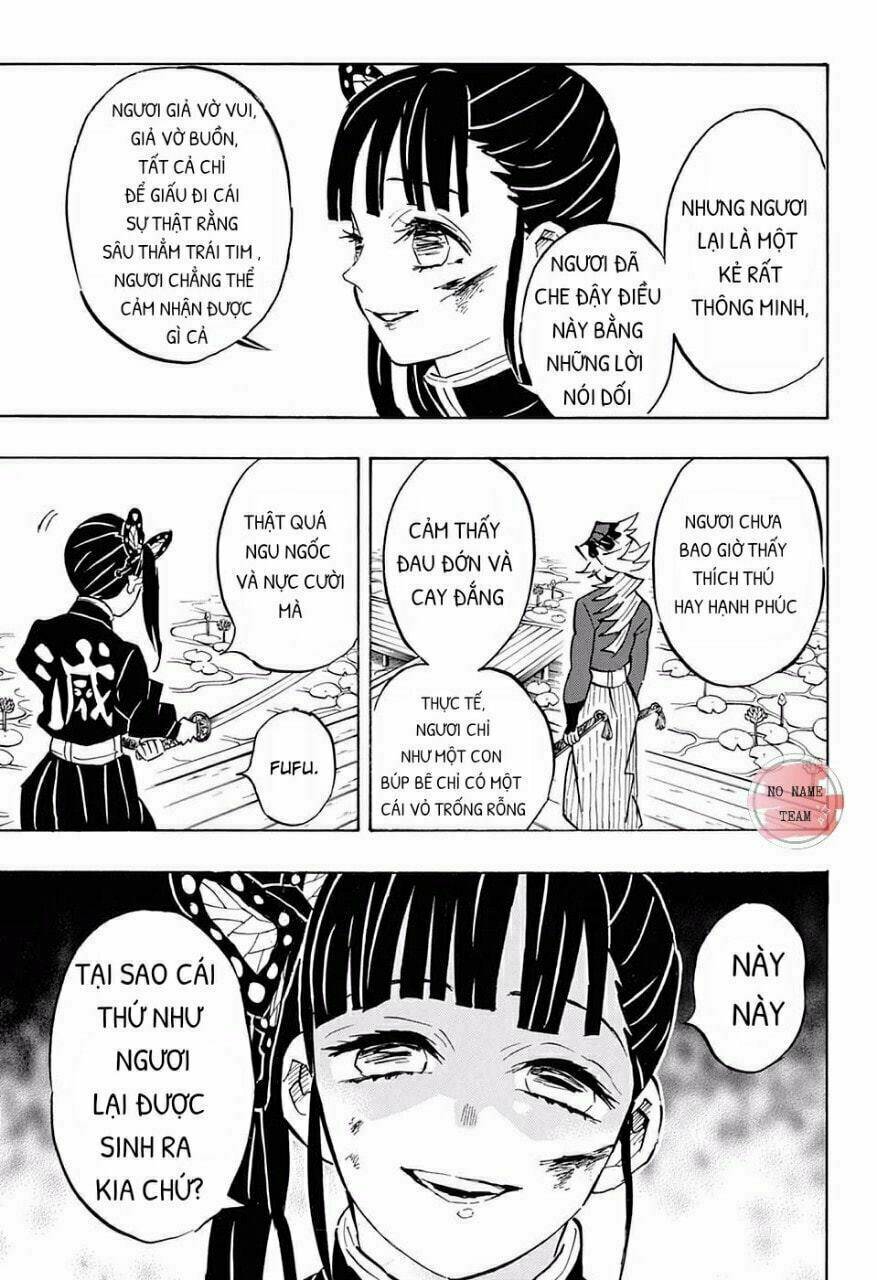 NHƯNG NGƯƠI
LẠI LÀ MỘT
KẺ RẤT
THÔNG MINH,
NGƯƠI ĐÃ
CHE ĐẬY ĐIỀU
NÀY BẰNG
NHỮNG LỜI
NÓI DỐI
NGƯƠI GIẢ VỜ VUI,
GIẢ VỜ BUỒN,
TẤT CẢ CHỈ
ĐỂ GIẤU ĐI CÁI
SỰ THẬT RẰNG
SÂU THẲM TRÁI TIM ,
NGƯƠI CHẲNG THỂ
CẢM NHẬN ĐƯỢC
GÌ CẢ
NGƯƠI CHƯA
BAO GIỜ THẤY
THÍCH THÚ
HAY HẠNH PHÚC
CẢM THẤY
ĐAU ĐỚN VÀ
CAY ĐẮNG
THỰC TẾ,
NGƯƠI CHỈ
NHƯ MỘT CON
BÚP BÊ CHỈ CÓ MỘT
CÁI VỎ TRỐNG RỖNG
THẬT QUÁ
NGU NGỐC
VÀ NỰC CƯỜI
MÀ
FUFU.
滅
NO NAME
TEAM
NÀY
NÀY
TẠI SAO CÁI
THỨ NHƯ
NGƯƠI
LẠI ĐƯỢC
SINH RA
KIA CHỨ?